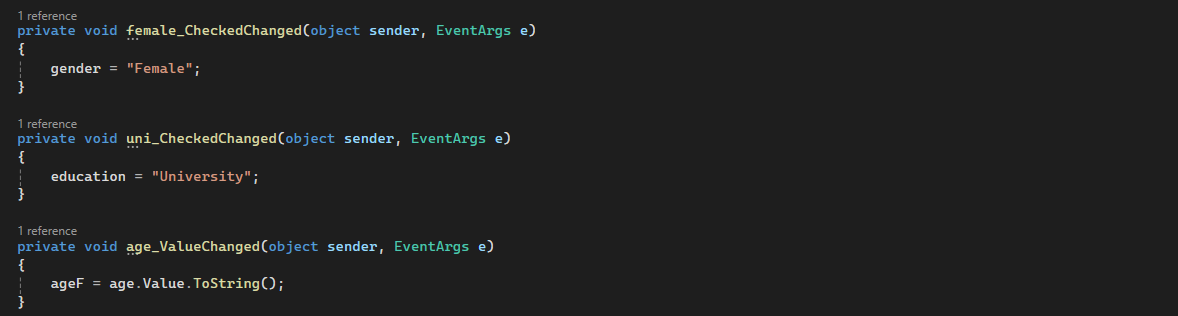 1 reference
private void female_CheckedChanged(object sender, EventArgs e)
{
gender = "Female";
}
1 reference
private void uni_CheckedChanged(object sender, EventArgs e)
{
education = "University";
}
1 reference
private void age_ValueChanged(object sender, EventArgs e)
{
ageF = age.Value.ToString();
}